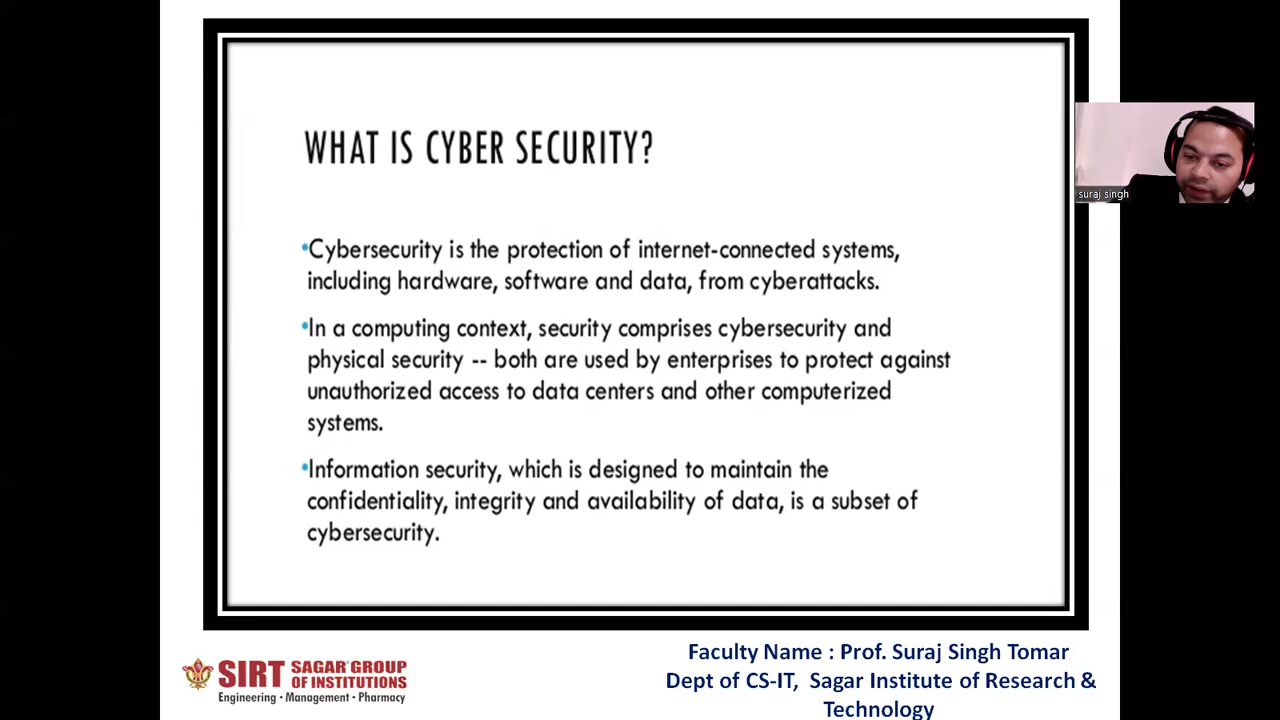 WHAT IS CYBER SECURITY?
•Cybersecurity is the protection of internet-connected systems,
including hardware, software and data, from cyberattacks.
•In a computing context, security comprises cybersecurity and
physical security -- both are used by enterprises to protect against
unauthorized access to data centers and other computerized
systems.
•Information security, which is designed to maintain the
confidentiality, integrity and availability of data, is a subset of
cybersecurity.
suraj singh
SIRT SAGAR GROUP
OF INSTITUTIONS
Engineering • Management • Pharmacy
Faculty Name : Prof. Suraj Singh Tomar
Dept of CS-IT, Sagar Institute of Research &
Technology